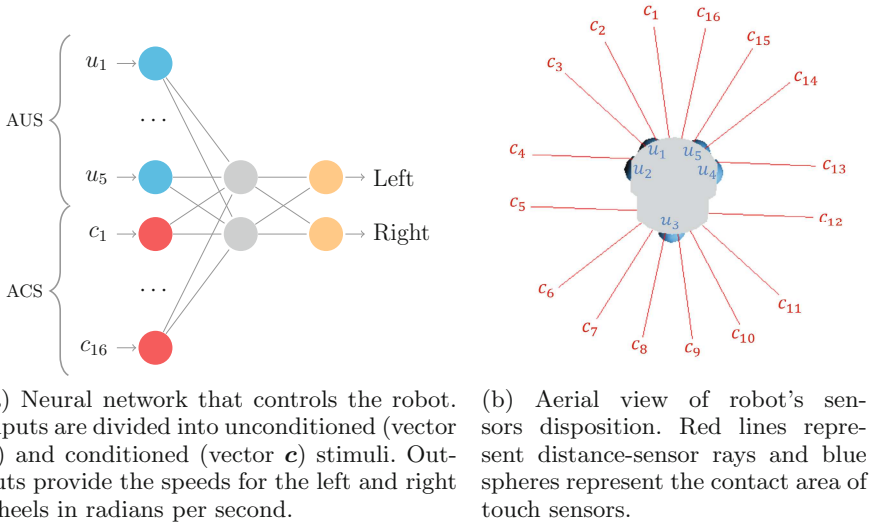 AUS
u1
...
u5
Left
c1
Right
ACS
...
c16
c1
c16
c2
c15
c3
c14
c4
c13
c5
c12
c6
c11
c7
c10
c8
c9
u1
u5
u2
u4
u3
) Neural network that controls the robot.
puts are divided into unconditioned (vector
) and conditioned (vector c) stimuli. Out-
uts provide the speeds for the left and right
heels in radians per second.
(b) Aerial view of robot's sen-
sors disposition. Red lines repre-
sent distance-sensor rays and blue
spheres represent the contact area of
touch sensors.